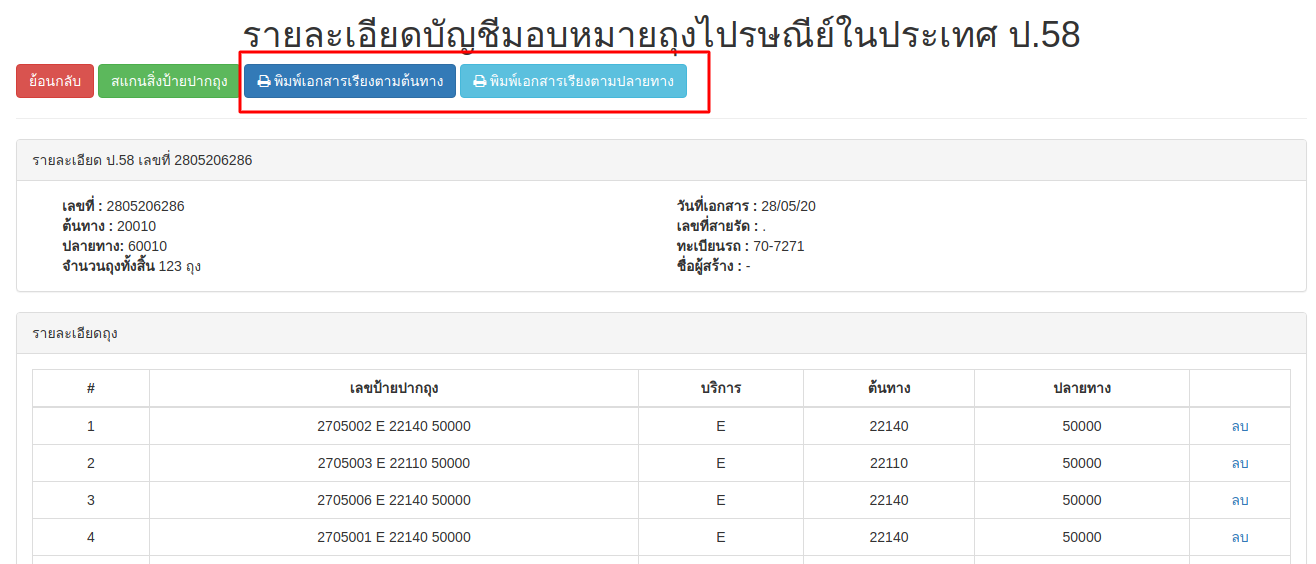 รายละเอียดบัญชีมอบหมายถุงไปรษณีย์ในประเทศ ป.58
ย้อนกลับ สแกนสิ่งป้ายปากถุง พิมพ์เอกสารเรียงตามต้นทาง พิมพ์เอกสารเรียงตามปลายทาง
รายละเอียด ป.58 เลขที่ 2805206286
เลขที่ : 2805206286 วันที่เอกสาร : 28/05/20
ต้นทาง : 20010 เลขที่สายรัด : .
ปลายทาง: 60010 ทะเบียนรถ : 70-7271
จำนวนถุงทั้งสิ้น 123 ถุง ชื่อผู้สร้าง : -
รายละเอียดถุง
# เลขป้ายปากถุง บริการ ต้นทาง ปลายทาง
1 2705002 E 22140 50000 E 22140 50000 ลบ
2 2705003 E 22110 50000 E 22110 50000 ลบ
3 2705006 E 22140 50000 E 22140 50000 ลบ
4 2705001 E 22140 50000 E 22140 50000 ลบ